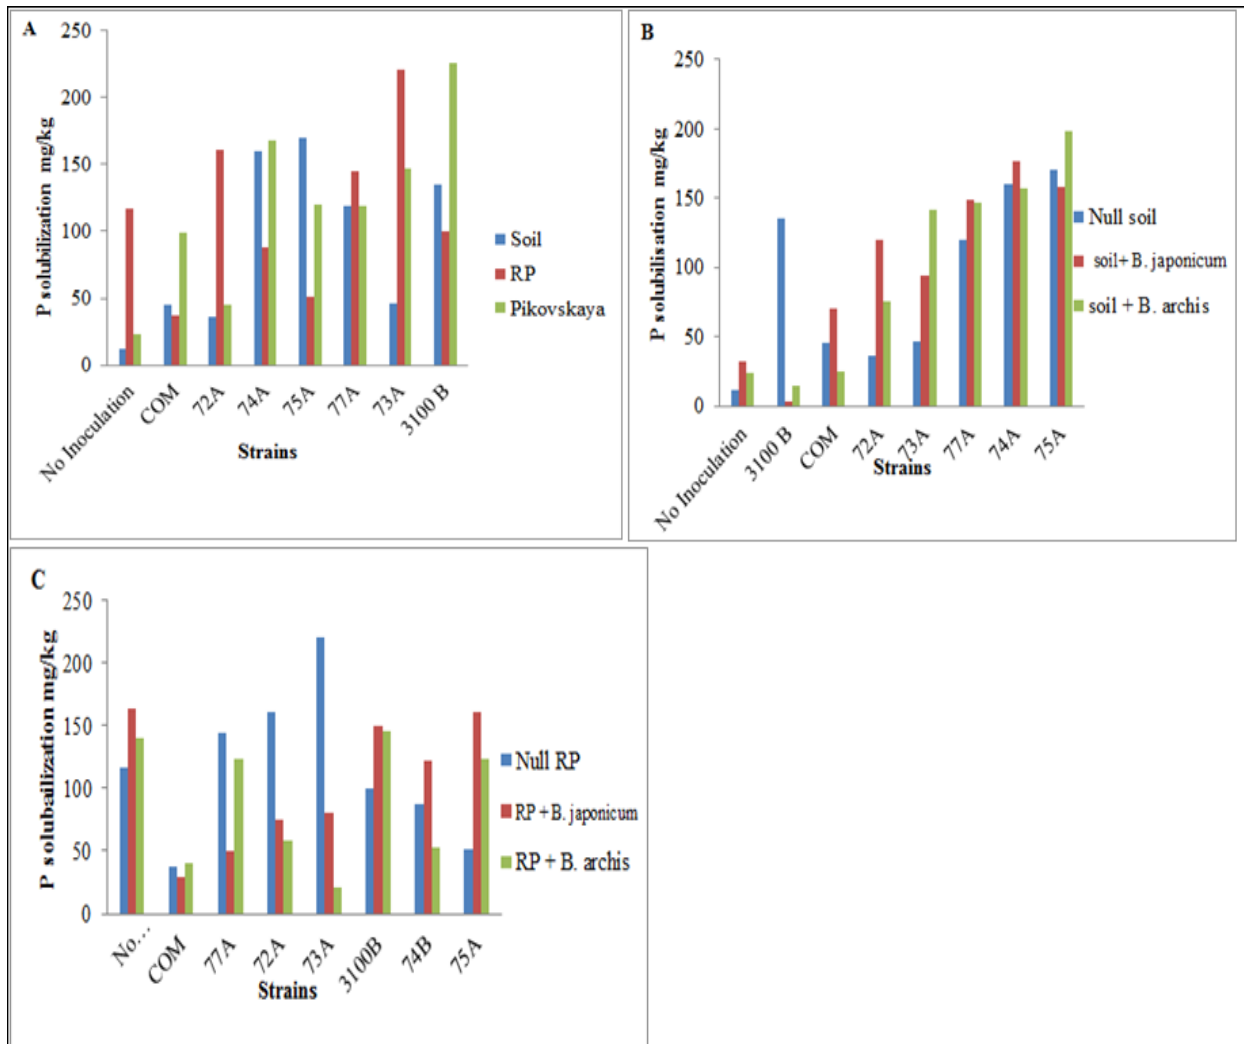 A
250
200
150
100
50
0
P solubilization mg/kg
No Inoculation
COM
72A
74A
75A
77A
73A
3100 B
Strains
Soil
RP
Pikovskaya
B
250
200
150
100
50
0
P solubilisation mg/kg
No Inoculation
3100 B
COM
72A
73A
77A
74A
75A
Strains
Null soil
soil+ B. japonicum
soil + B. archis
C
250
200
150
100
50
0
P solubailization mg/kg
No...
COM
77A
72A
73A
3100B
74B
75A
Strains
Null RP
RP + B. japonicum
RP + B. archis